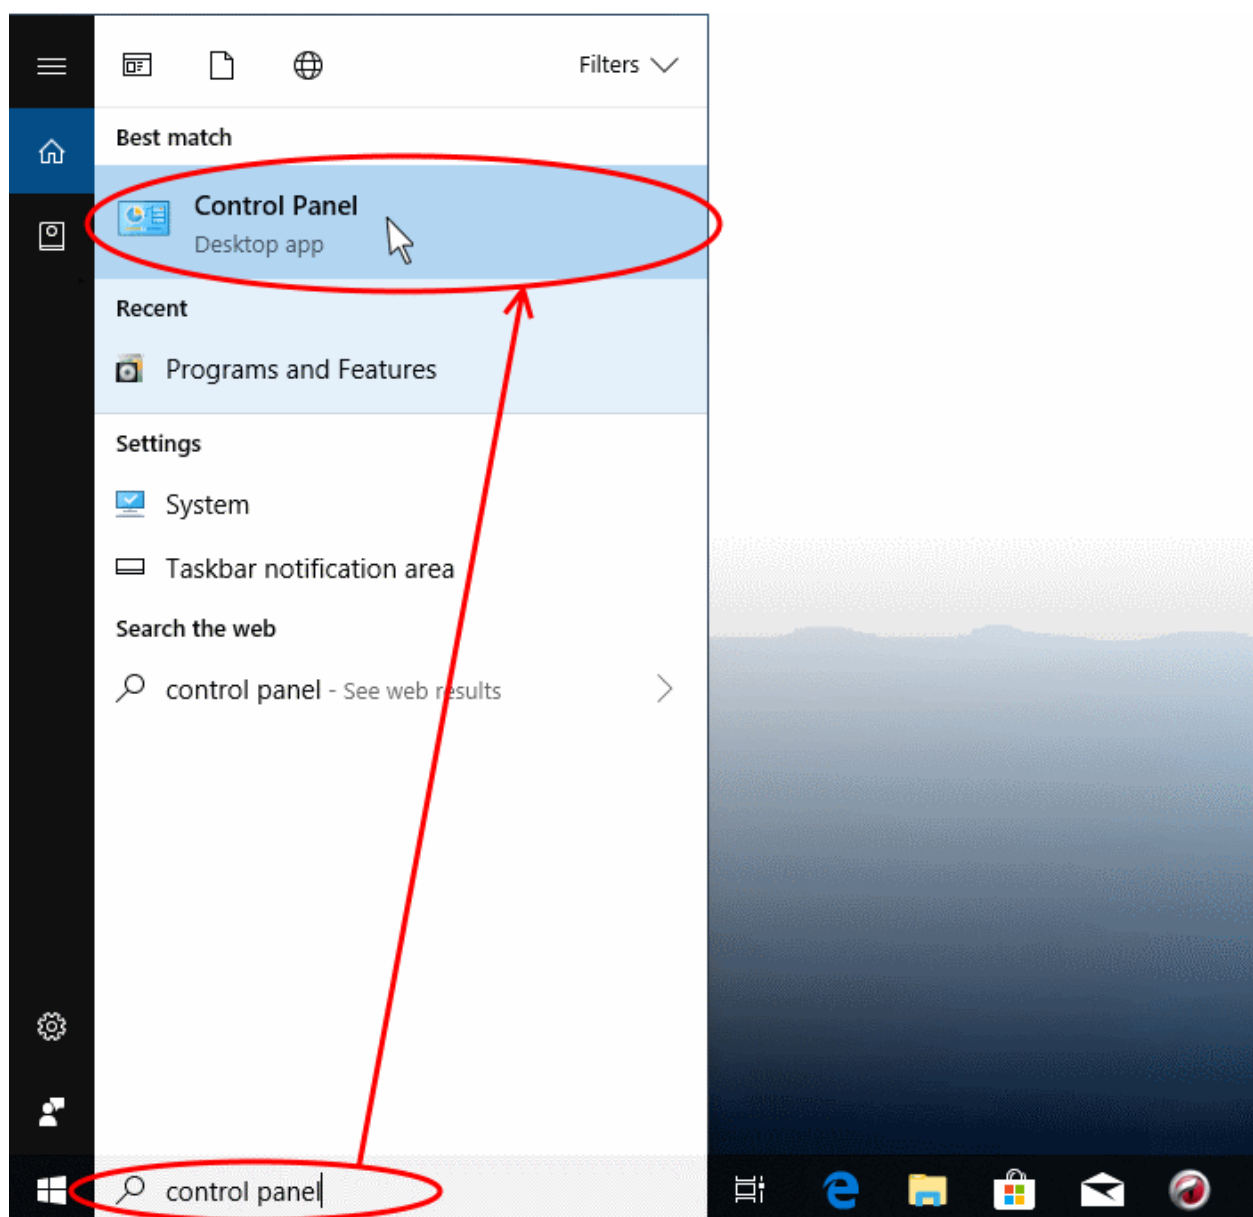 Filters
Best match
Control Panel
Desktop app
Recent
Programs and Features
Settings
System
Taskbar notification area
Search the web
control panel - See web results
control panel